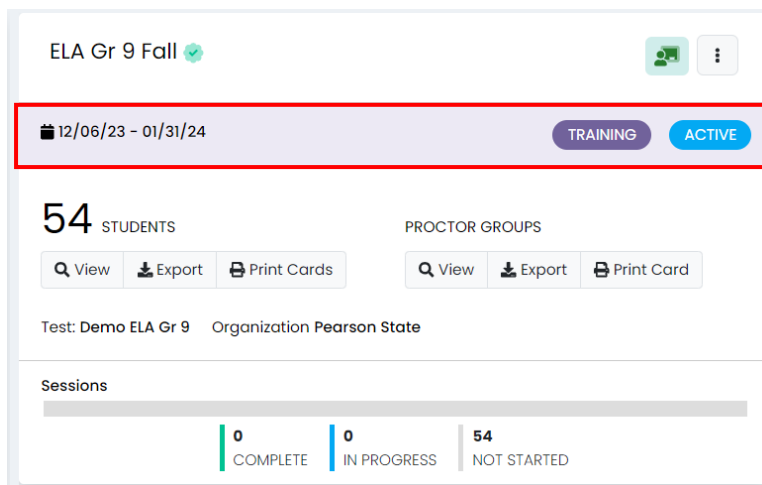 ELA Gr 9 Fall
12/06/23 - 01/31/24 TRAINING ACTIVE
54 STUDENTS PROCTOR GROUPS
View Export Print Cards View Export Print Card
Test: Demo ELA Gr 9 Organization Pearson State
Sessions
0 0 54
COMPLETE IN PROGRESS NOT STARTED